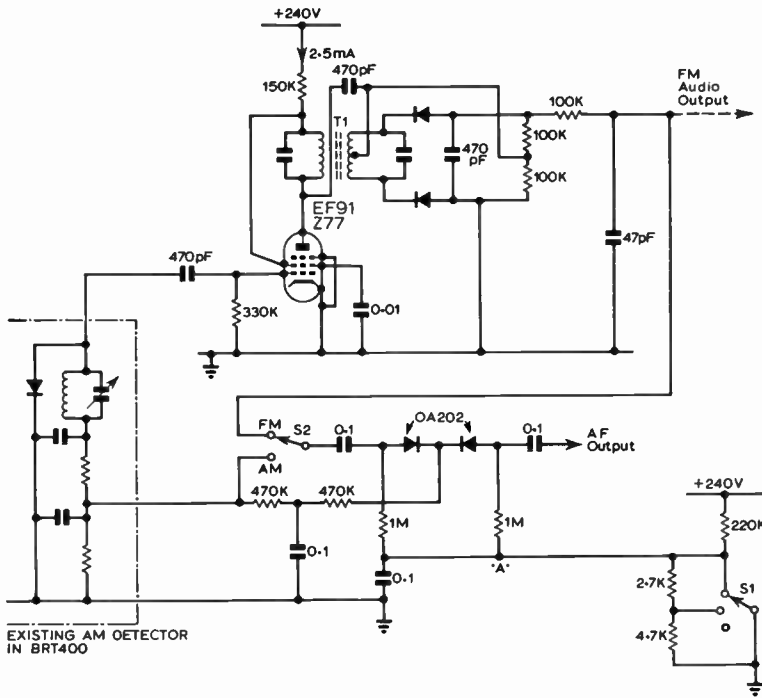 +240V
2·5mA
150K
470pF
T1
470
pF
100K
100K
100K
FM
Audio
Output
47pF
EF91
Z77
470pF
330K
0·01
FM
S2
AM
0·1
OA202
0·1
AF
Output
470K
470K
1M
1M
0·1
0·1
'A'
+240V
220K
2·7K
S1
4·7K
EXISTING AM DETECTOR
IN BRT400